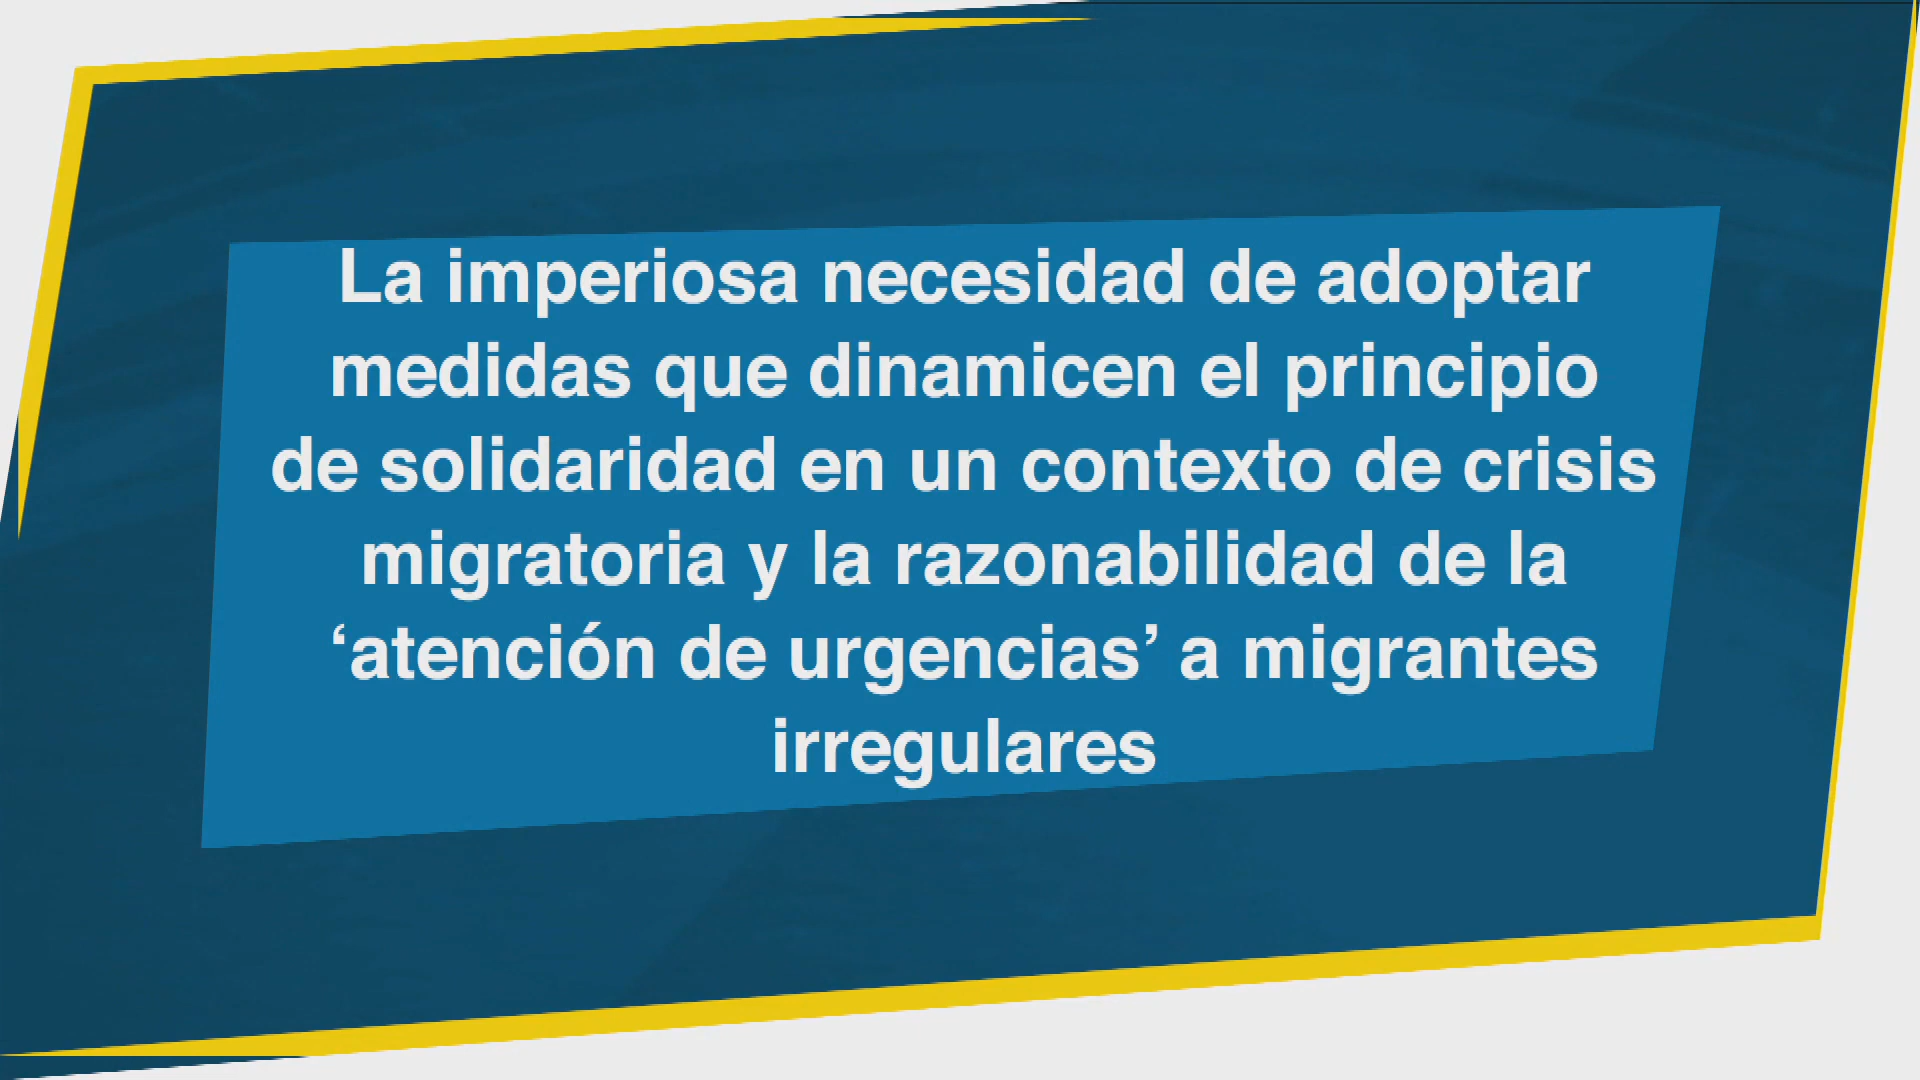 La imperiosa necesidad de adoptar
medidas que dinamicen el principio
de solidaridad en un contexto de crisis
migratoria y la razonabilidad de la
‘atención de urgencias’ a migrantes
irregulares